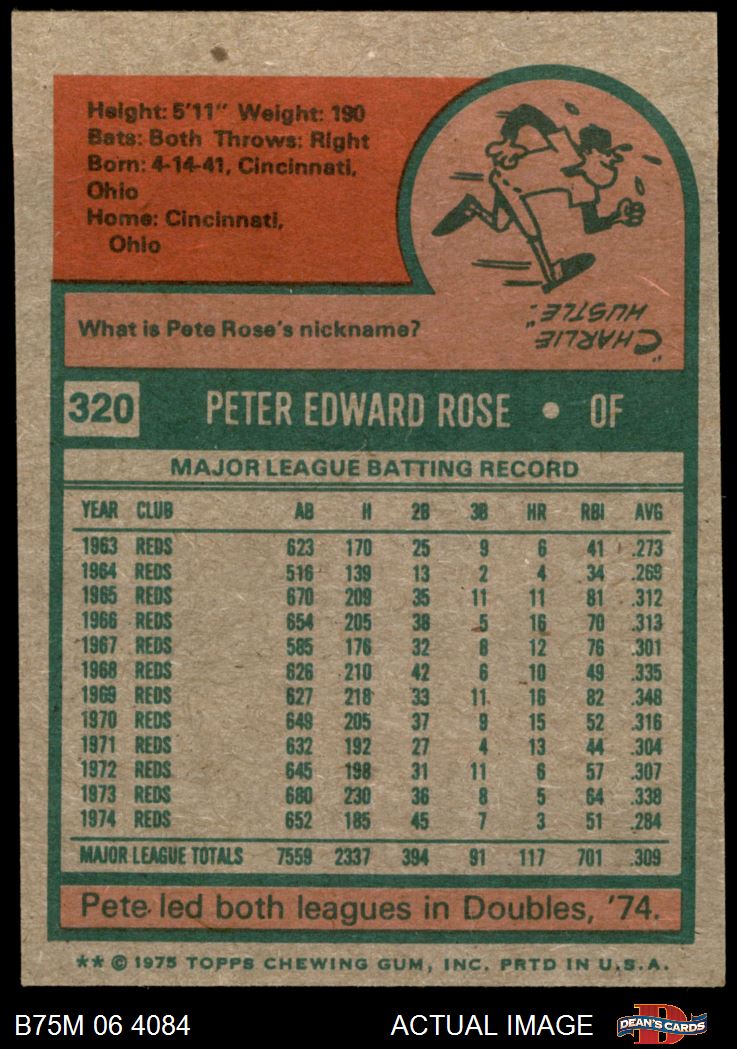 Height: 5'11" Weight: 190
Bats: Both Throws: Right
Born: 4-14-41, Cincinnati,
Ohio
Home: Cincinnati,
Ohio
What is Pete Rose's nickname?
"CHARLIE
HUSTLE."
320 PETER EDWARD ROSE • OF
MAJOR LEAGUE BATTING RECORD
YEAR CLUB AB H 2B 3B HR RBI AVG
1963 REDS 623 170 25 9 6 41 .273
1964 REDS 516 139 13 2 4 34 .269
1965 REDS 670 209 35 11 11 81 .312
1966 REDS 654 205 38 5 16 70 .313
1967 REDS 585 176 32 8 12 76 .301
1968 REDS 626 210 42 6 10 49 .335
1969 REDS 627 218 33 11 16 82 .348
1970 REDS 649 205 37 9 15 52 .316
1971 REDS 632 192 27 4 13 44 .304
1972 REDS 645 198 31 11 6 57 .307
1973 REDS 680 230 36 8 5 64 .338
1974 REDS 652 185 45 7 3 51 .284
MAJOR LEAGUE TOTALS 7559 2337 394 91 117 701 .309
Pete led both leagues in Doubles, '74.
** © 1975 TOPPS CHEWING GUM, INC. PRTD IN U.S.A.
B75M 06 4084 ACTUAL IMAGE D DEAN'S CARDS